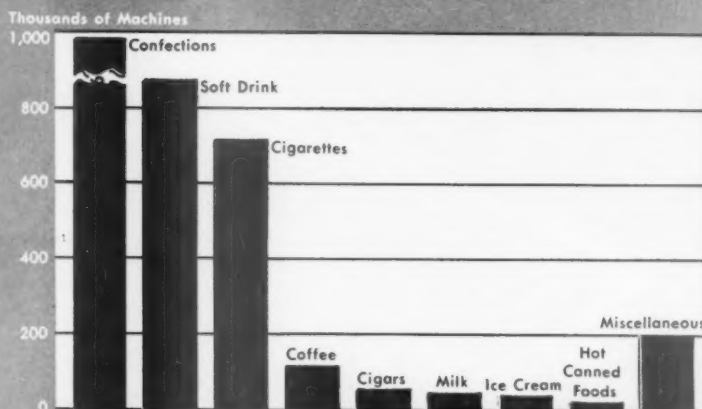 Thousands of Machines
1,000
Confections
Soft Drink
800
Cigarettes
600
400
200
Miscellaneous
Coffee
Cigars
Milk
Ice Cream
Hot
Canned
Foods
0